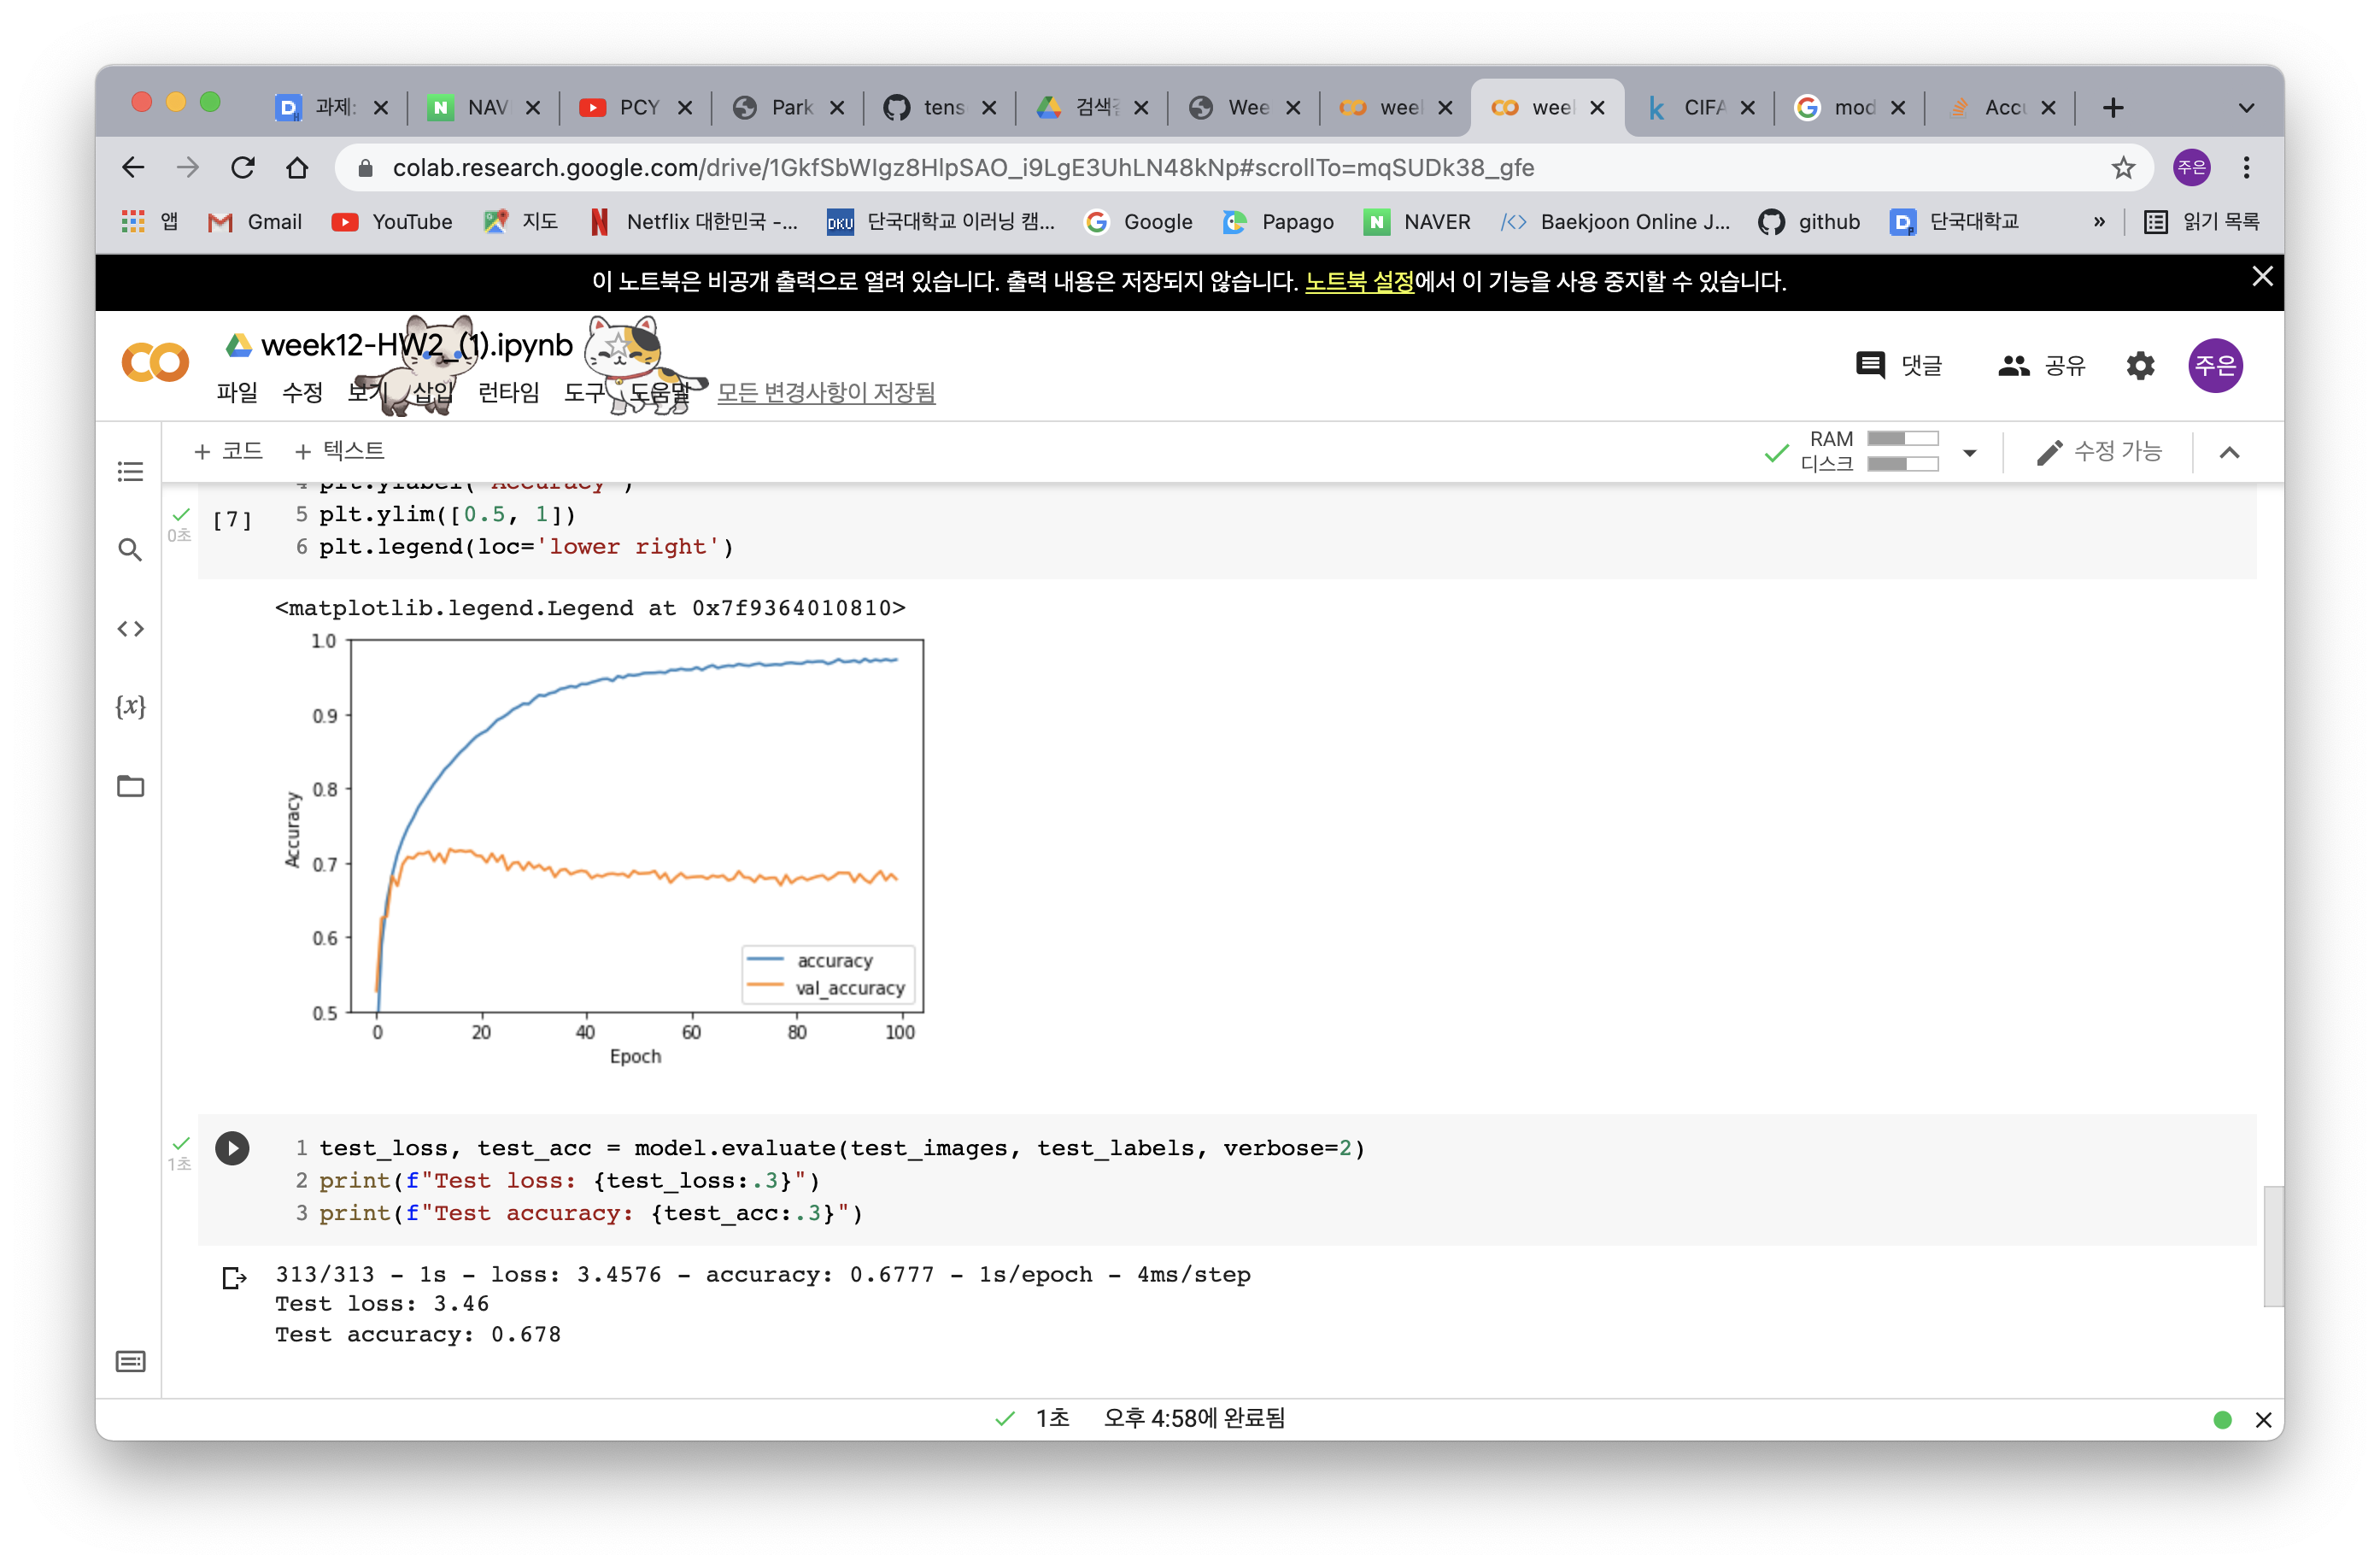 과제: NAV PCY Park tens 검색 Wee wee wee CIFA mod Acc
colab.research.google.com/drive/1GkfSbWIgz8HlpSAO_i9LgE3UhLN48kNp#scrollTo=mqSUDk38_gfe 주은
앱 Gmail YouTube 지도 Netflix 대한민국 -... DKU 단국대학교 이러닝 캠... Google Papago NAVER Baekjoon Online J... github 단국대학교 » 읽기 목록
이 노트북은 비공개 출력으로 열려 있습니다. 출력 내용은 저장되지 않습니다. 노트북 설정에서 이 기능을 사용 중지할 수 있습니다.
week12-HW2_(1).ipynb
댓글 공유 주은
파일 수정 보기 삽입 런타임 도구 도움말 모든 변경사항이 저장됨
+ 코드 + 텍스트 RAM 디스크 수정 가능
4 plt.ylabel('Accuracy')
[7] 5 plt.ylim([0.5, 1])
0초
6 plt.legend(loc='lower right')
<matplotlib.legend.Legend at 0x7f9364010810>
1.0
0.9
0.8
0.7
0.6
0.5
Accuracy
accuracy
val_accuracy
0 20 40 60 80 100
Epoch
1 test_loss, test_acc = model.evaluate(test_images, test_labels, verbose=2)
1초
2 print(f"Test loss: {test_loss:.3}")
3 print(f"Test accuracy: {test_acc:.3}")
313/313 - 1s - loss: 3.4576 - accuracy: 0.6777 - 1s/epoch - 4ms/step
Test loss: 3.46
Test accuracy: 0.678
1초 오후 4:58에 완료됨